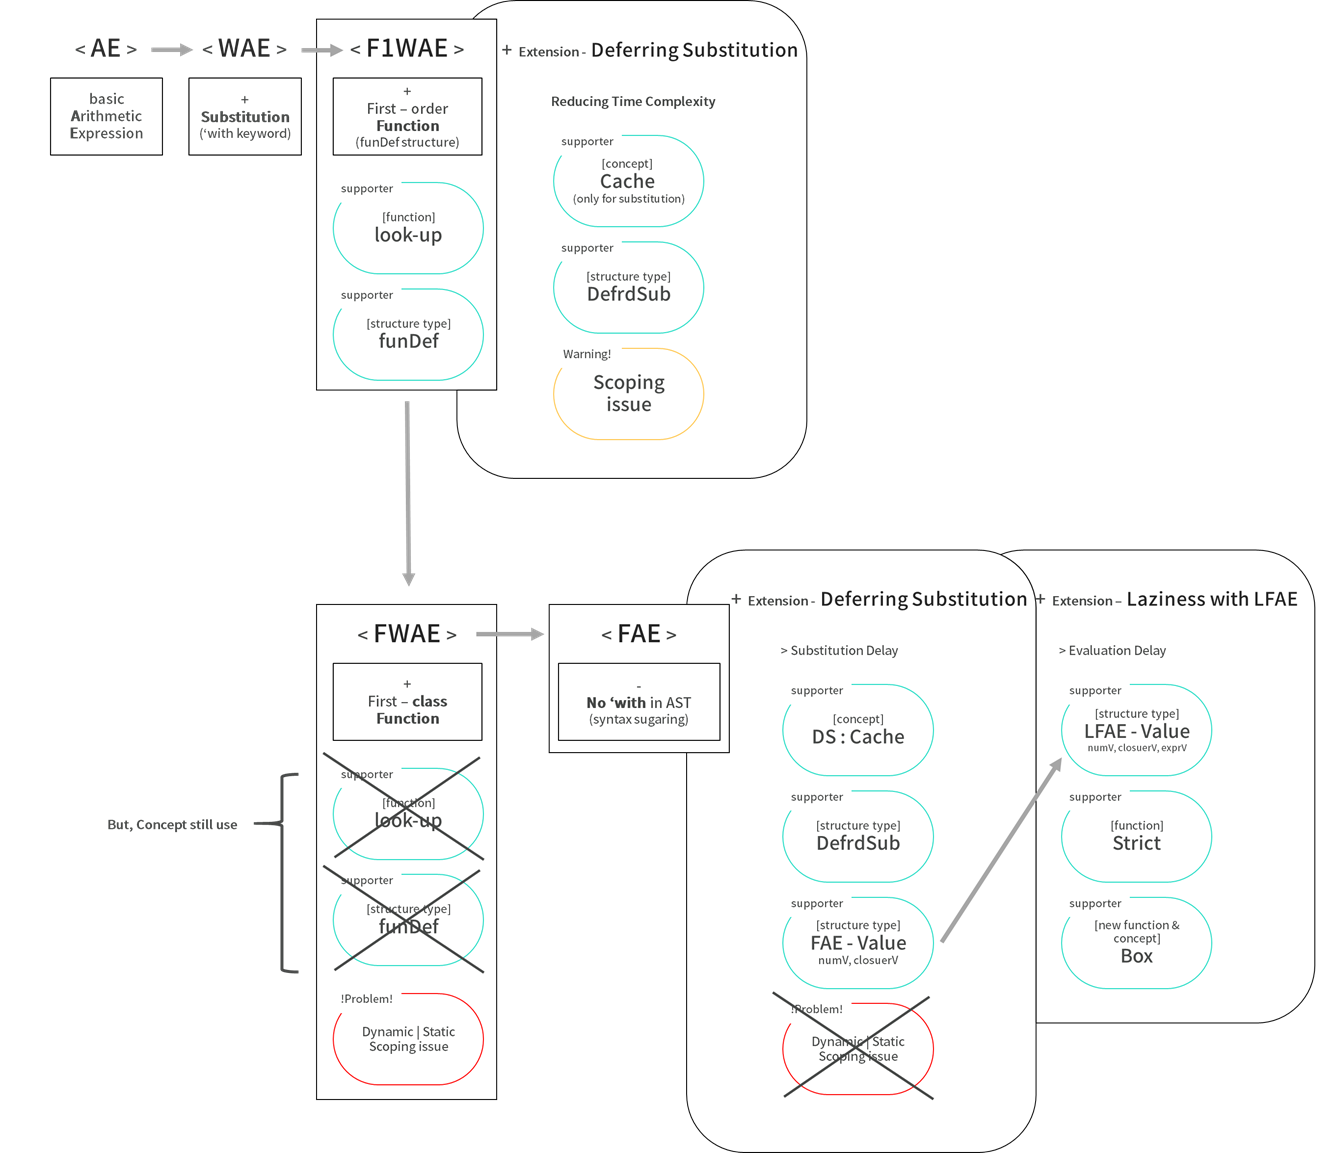 < AE >
< WAE >
< F1WAE >
+ Extension - Deferring Substitution
basic
Arithmetic
Expression
+
Substitution
(‘with keyword)
+
First – order
Function
(funDef structure)
supporter
[function]
look-up
supporter
[structure type]
funDef
Reducing Time Complexity
supporter
[concept]
Cache
(only for substitution)
supporter
[structure type]
DefrdSub
Warning!
Scoping
issue
< FWAE >
+
First – class
Function
supporter
[function]
look-up
supporter
[structure type]
funDef
But, Concept still use
!Problem!
Dynamic | Static
Scoping issue
< FAE >
-
No ‘with in AST
(syntax sugaring)
+ Extension - Deferring Substitution
> Substitution Delay
supporter
[concept]
DS : Cache
supporter
[structure type]
DefrdSub
supporter
[structure type]
FAE - Value
numV, closuerV
!Problem!
Dynamic | Static
Scoping issue
+ Extension – Laziness with LFAE
> Evaluation Delay
supporter
[structure type]
LFAE - Value
numV, closuerV, exprV
supporter
[function]
Strict
supporter
[new function &
concept]
Box